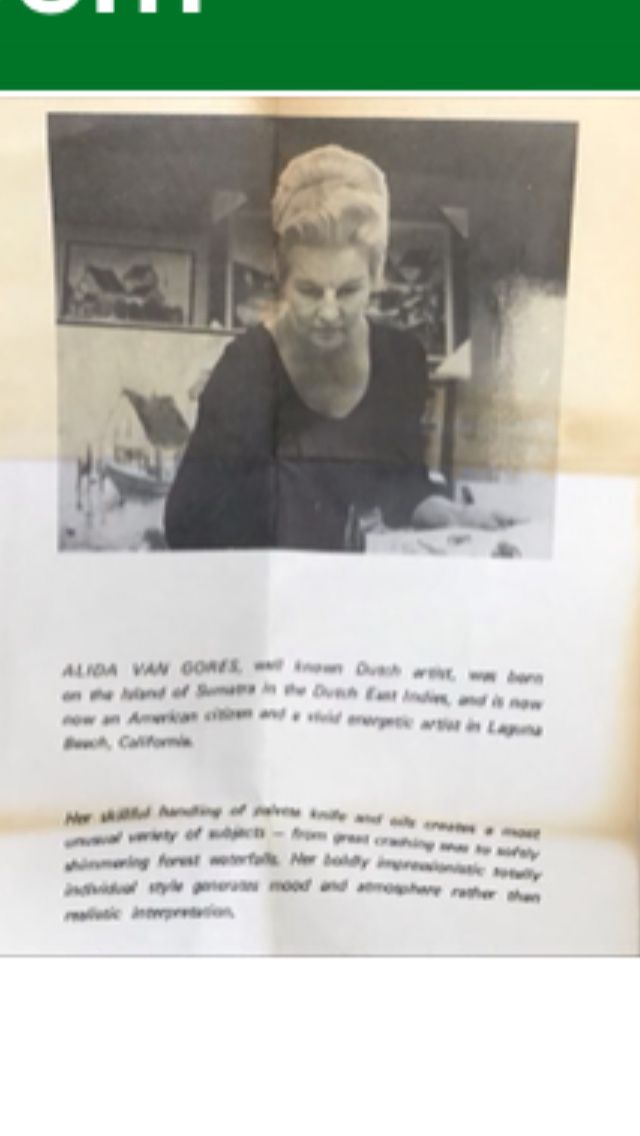 om
ALIDA VAN GORES, well known Dutch artist, was born
on the Island of Sumatra in the Dutch East Indies, and is now
now an American citizen and a vivid energetic artist in Laguna
Beach, California.
Her skillful handling of palette knife and oils creates a most
unusual variety of subjects — from great crashing seas to softly
shimmering forest waterfalls. Her boldly impressionistic totally
individual style generates mood and atmosphere rather than
realistic interpretation.